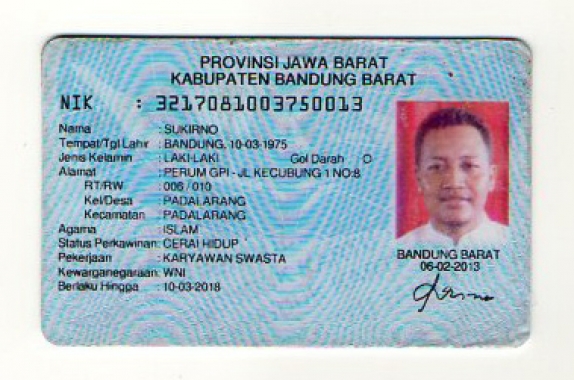 PROVINSI JAWA BARAT
KABUPATEN BANDUNG BARAT
NIK : 3217081003750013
Nama : SUKIRNO
Tempat/Tgl Lahir : BANDUNG, 10-03-1975
Jenis Kelamin : LAKI-LAKI Gol Darah O
Alamat : PERUM GPI - JL KECUBUNG 1 NO:8
RT/RW : 006 / 010
Kel/Desa : PADALARANG
Kecamatan : PADALARANG
Agama : ISLAM
Status Perkawinan: CERAI HIDUP
Pekerjaan : KARYAWAN SWASTA
Kewarganegaraan: WNI
Berlaku Hingga : 10-03-2018
BANDUNG BARAT
06-02-2013